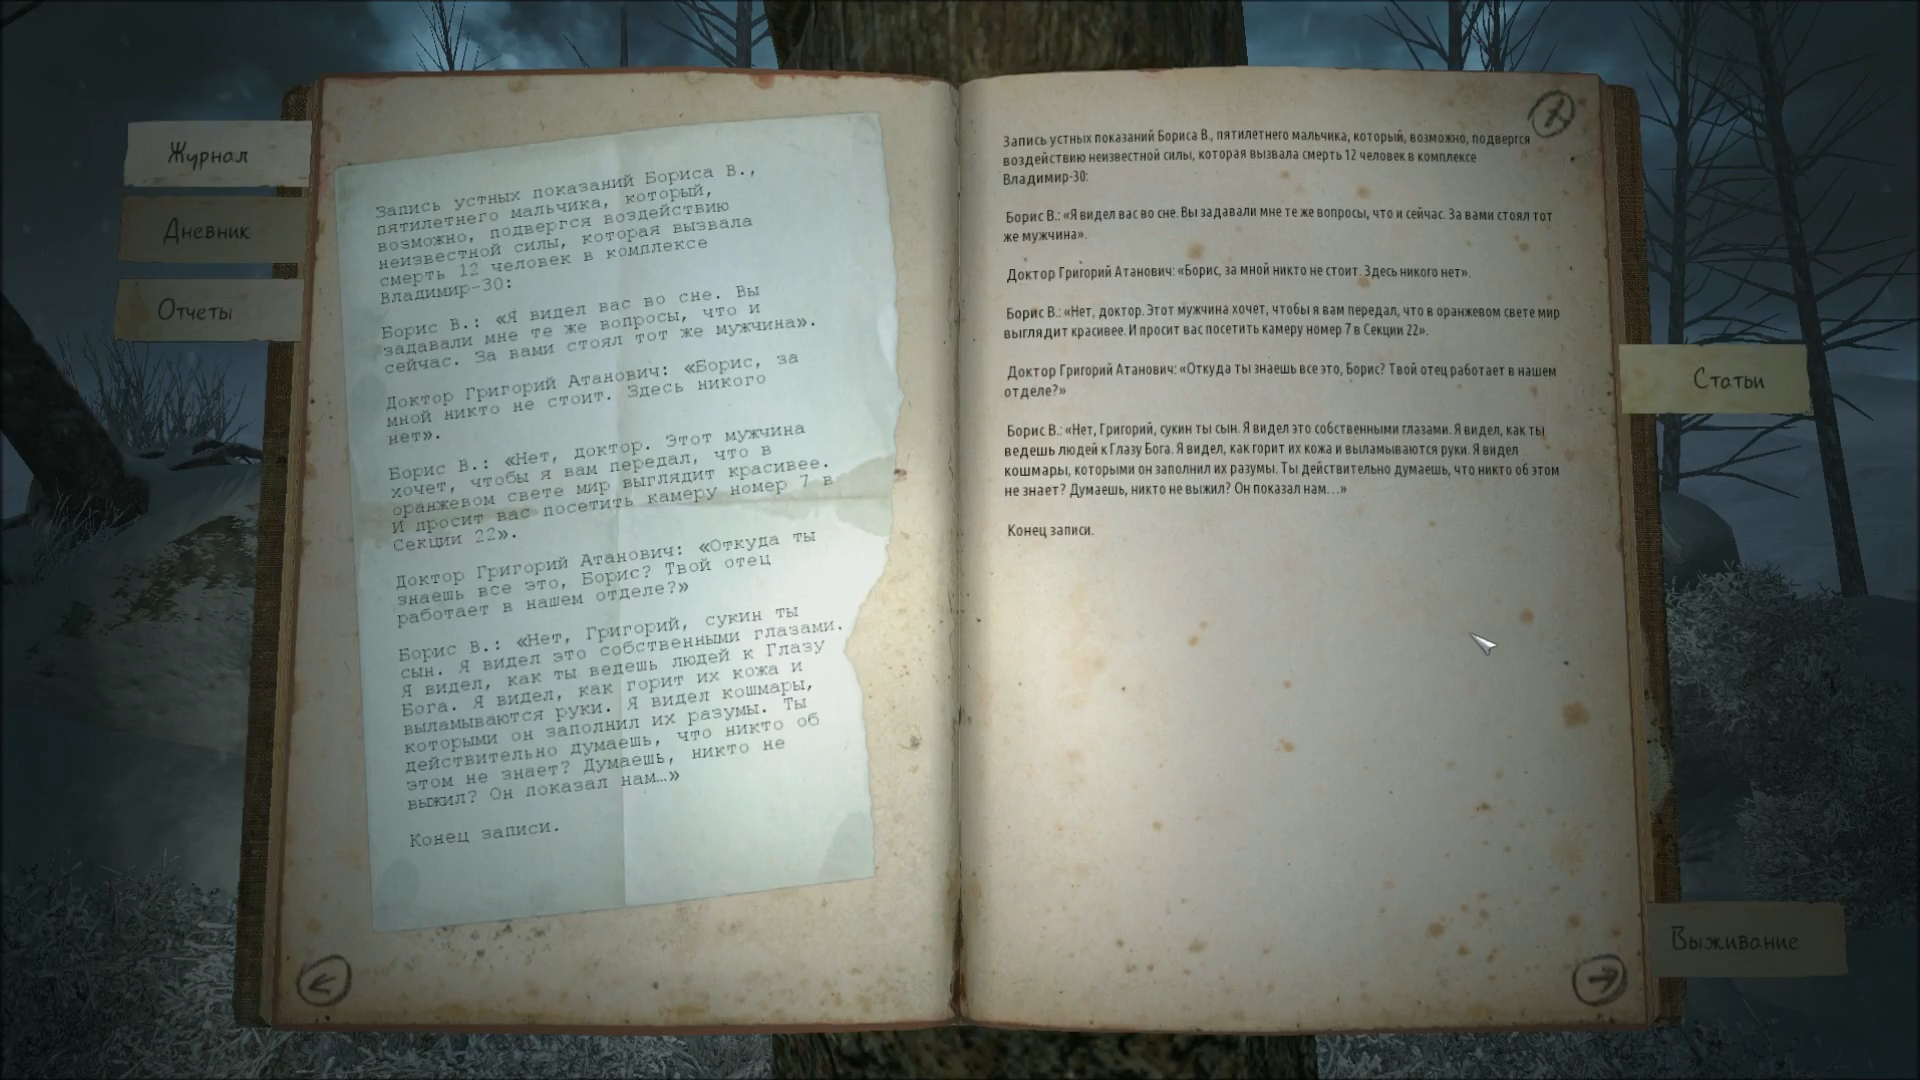 Журнал
Дневник
Отчеты
Запись устных показаний Бориса В.,
пятилетнего мальчика, который,
возможно, подвергся воздействию
неизвестной силы, которая вызвала
смерть 12 человек в комплексе
Владимир-30:
Борис В.: «Я видел вас во сне. Вы
задавали мне те же вопросы, что и
сейчас. За вами стоял тот же мужчина».
Доктор Григорий Атанович: «Борис, за
мной никто не стоит. Здесь никого
нет».
Борис В.: «Нет, доктор. Этот мужчина
хочет, чтобы я вам передал, что в
оранжевом свете мир выглядит красивее.
И просит вас посетить камеру номер 7 в
Секции 22».
Доктор Григорий Атанович: «Откуда ты
знаешь все это, Борис? Твой отец
работает в нашем отделе?»
Борис В.: «Нет, Григорий, сукин ты
сын. Я видел это собственными глазами.
Я видел, как ты ведешь людей к Глазу
Бога. Я видел, как горит их кожа и
выламываются руки. Я видел кошмары,
которыми он заполнил их разумы. Ты
действительно думаешь, что никто об
этом не знает? Думаешь, никто не
выжил? Он показал нам…»
Конец записи.
Запись устных показаний Бориса В., пятилетнего мальчика, который, возможно, подвергся
воздействию неизвестной силы, которая вызвала смерть 12 человек в комплексе
Владимир-30:
Борис В.: «Я видел вас во сне. Вы задавали мне те же вопросы, что и сейчас. За вами стоял тот
же мужчина».
Доктор Григорий Атанович: «Борис, за мной никто не стоит. Здесь никого нет».
Борис В.: «Нет, доктор. Этот мужчина хочет, чтобы я вам передал, что в оранжевом свете мир
выглядит красивее. И просит вас посетить камеру номер 7 в Секции 22».
Доктор Григорий Атанович: «Откуда ты знаешь все это, Борис? Твой отец работает в нашем
отделе?»
Борис В.: «Нет, Григорий, сукин ты сын. Я видел это собственными глазами. Я видел, как ты
ведешь людей к Глазу Бога. Я видел, как горит их кожа и выламываются руки. Я видел
кошмары, которыми он заполнил их разумы. Ты действительно думаешь, что никто об этом
не знает? Думаешь, никто не выжил? Он показал нам…»
Конец записи.
Статьи
Выживание